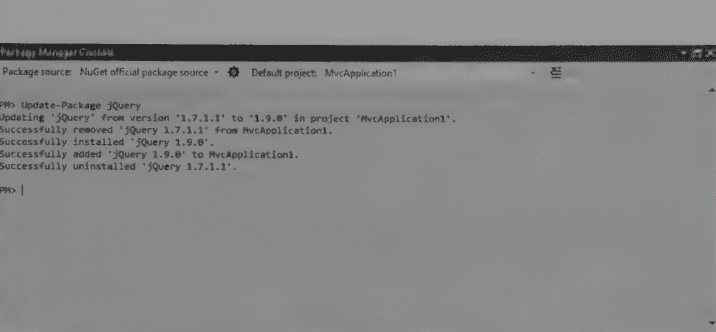 Package Manager Console
Package source: NuGet official package source Default project: MvcApplication1
PM> Update-Package jQuery
Updating 'jQuery' from version '1.7.1.1' to '1.9.0' in project 'MvcApplication1'.
Successfully removed 'jQuery 1.7.1.1' from MvcApplication1.
Successfully installed 'jQuery 1.9.0'.
Successfully added 'jQuery 1.9.0' to MvcApplication1.
Successfully uninstalled 'jQuery 1.7.1.1'.
PM>